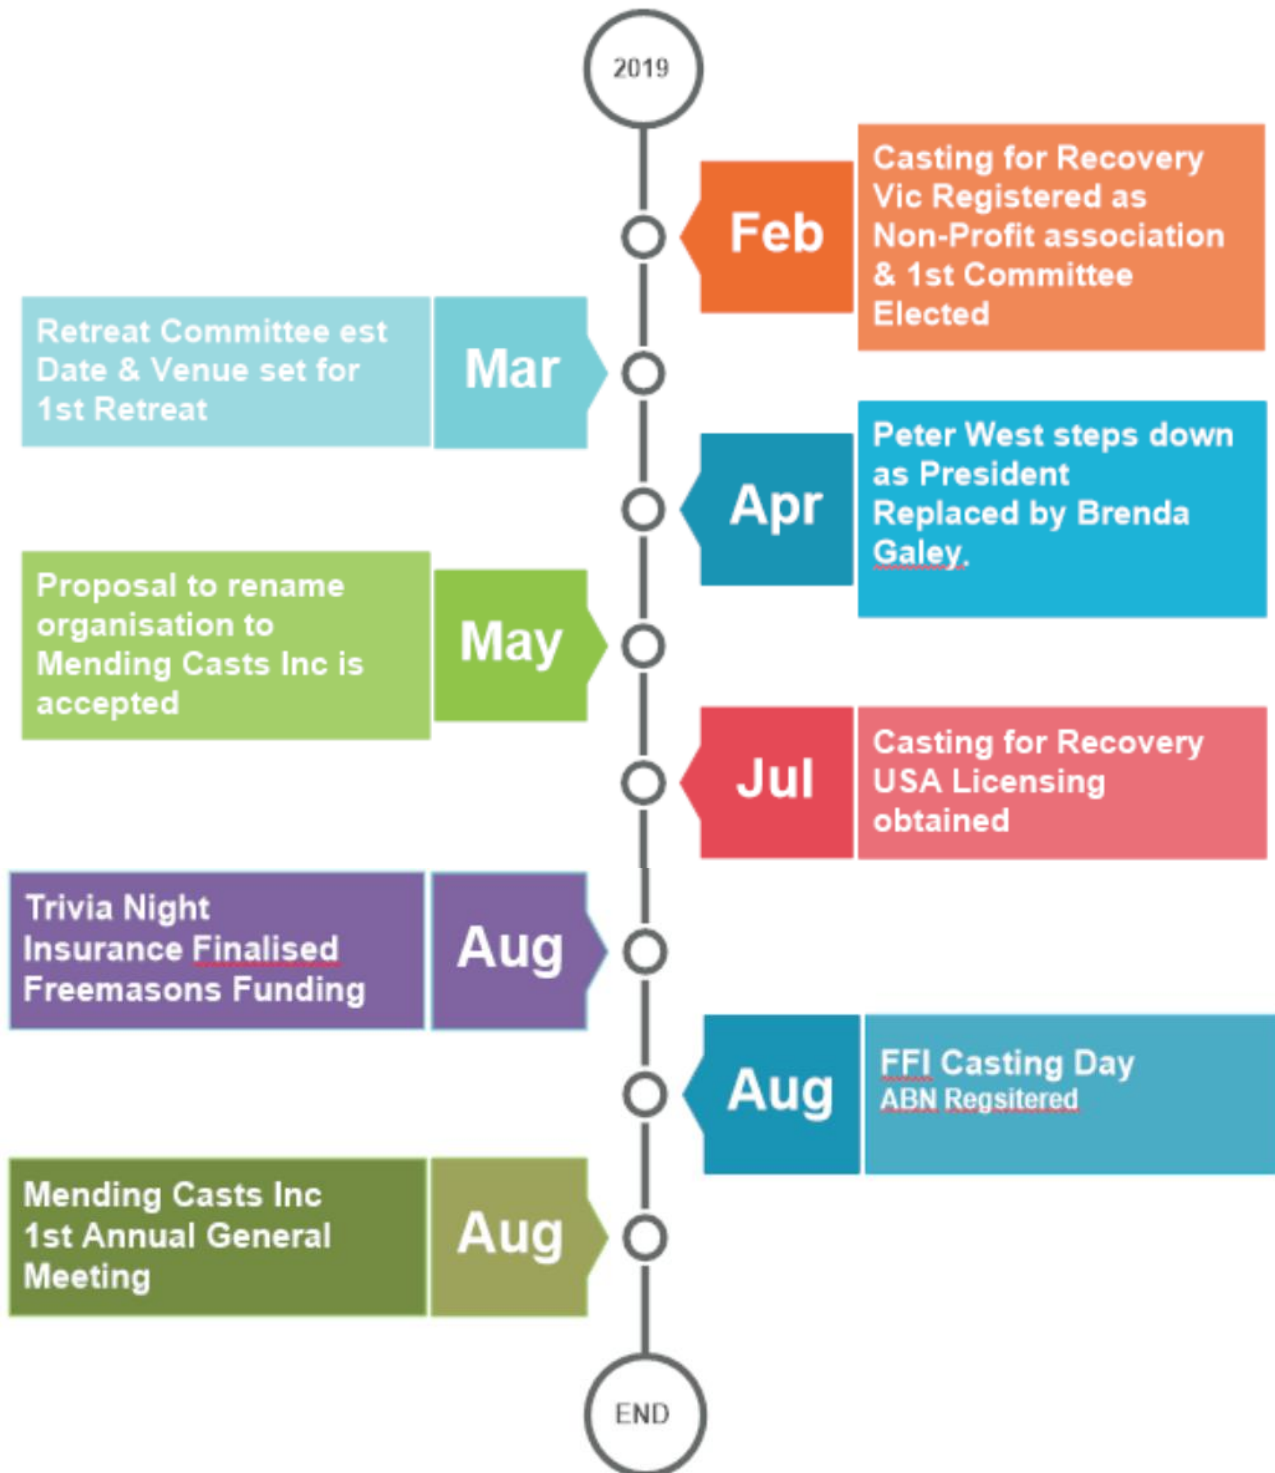 2019
Feb
Casting for Recovery
Vic Registered as
Non-Profit association
& 1st Committee
Elected
Retreat Committee est
Date & Venue set for
1st Retreat
Mar
Apr
Peter West steps down
as President
Replaced by Brenda
Galey.
Proposal to rename
organisation to
Mending Casts Inc is
accepted
May
Jul
Casting for Recovery
USA Licensing
obtained
Trivia Night
Insurance Finalised
Freemasons Funding
Aug
Aug
FFI Casting Day
ABN Regsitered
Mending Casts Inc
1st Annual General
Meeting
Aug
END